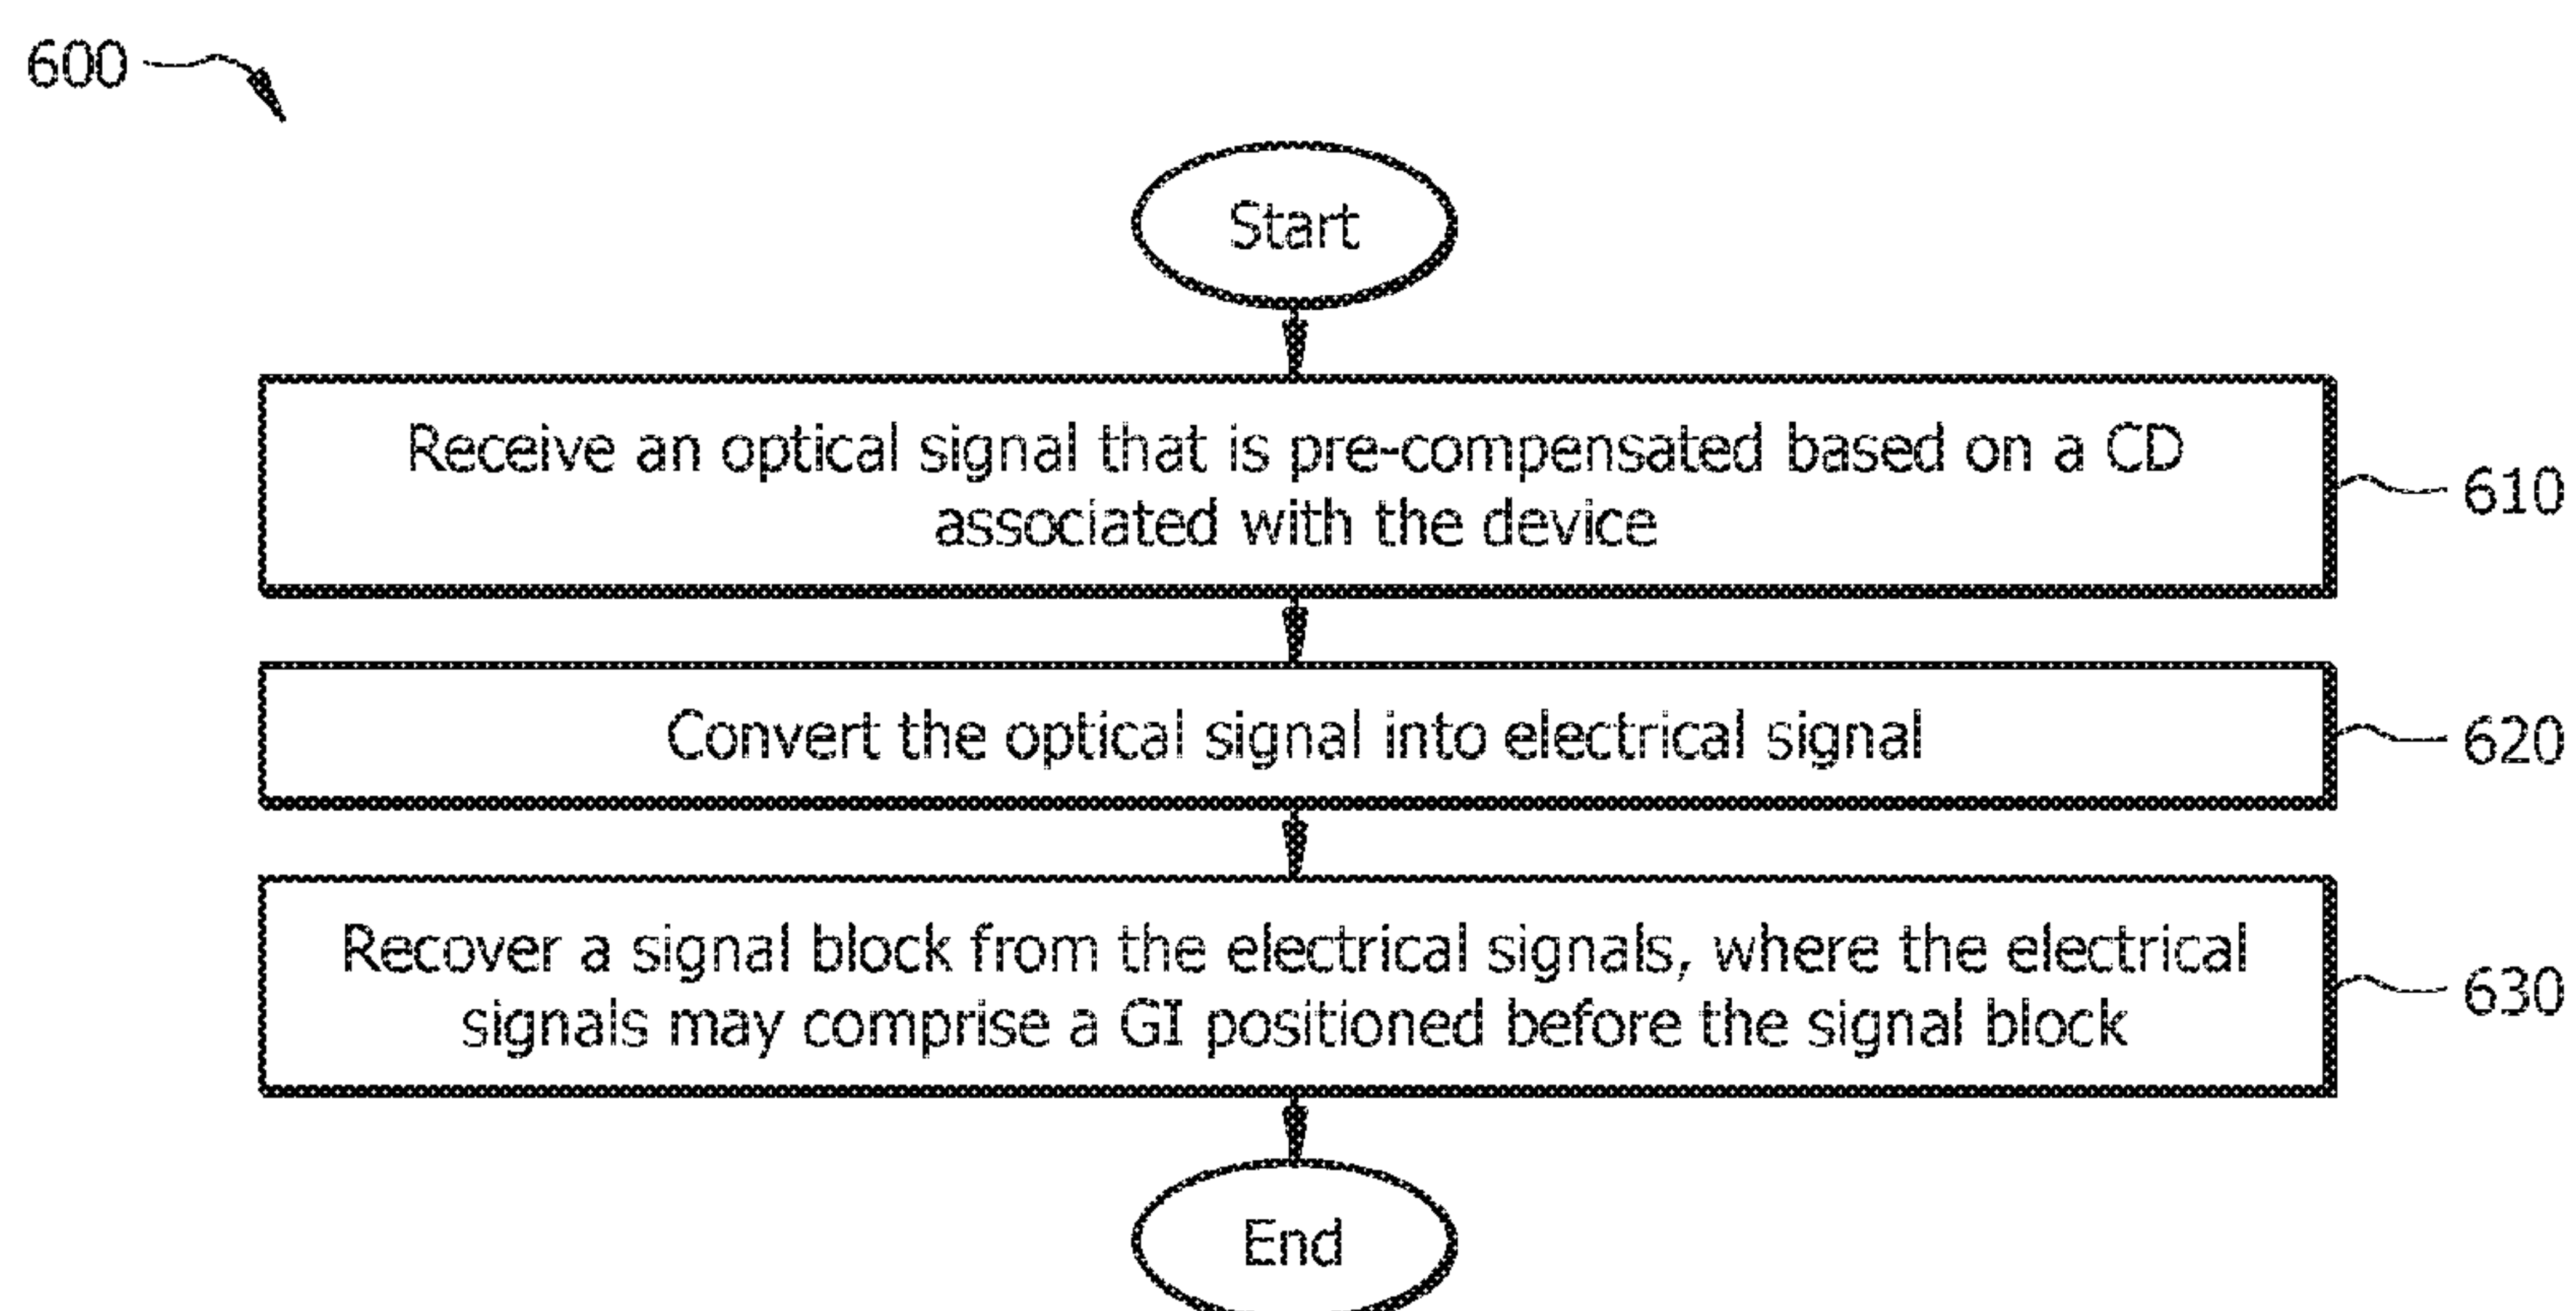 600
Start
Receive an optical signal that is pre-compensated based on a CD
associated with the device
610
Convert the optical signal into electrical signal
620
Recover a signal block from the electrical signals, where the electrical
signals may comprise a GI positioned before the signal block
630
End